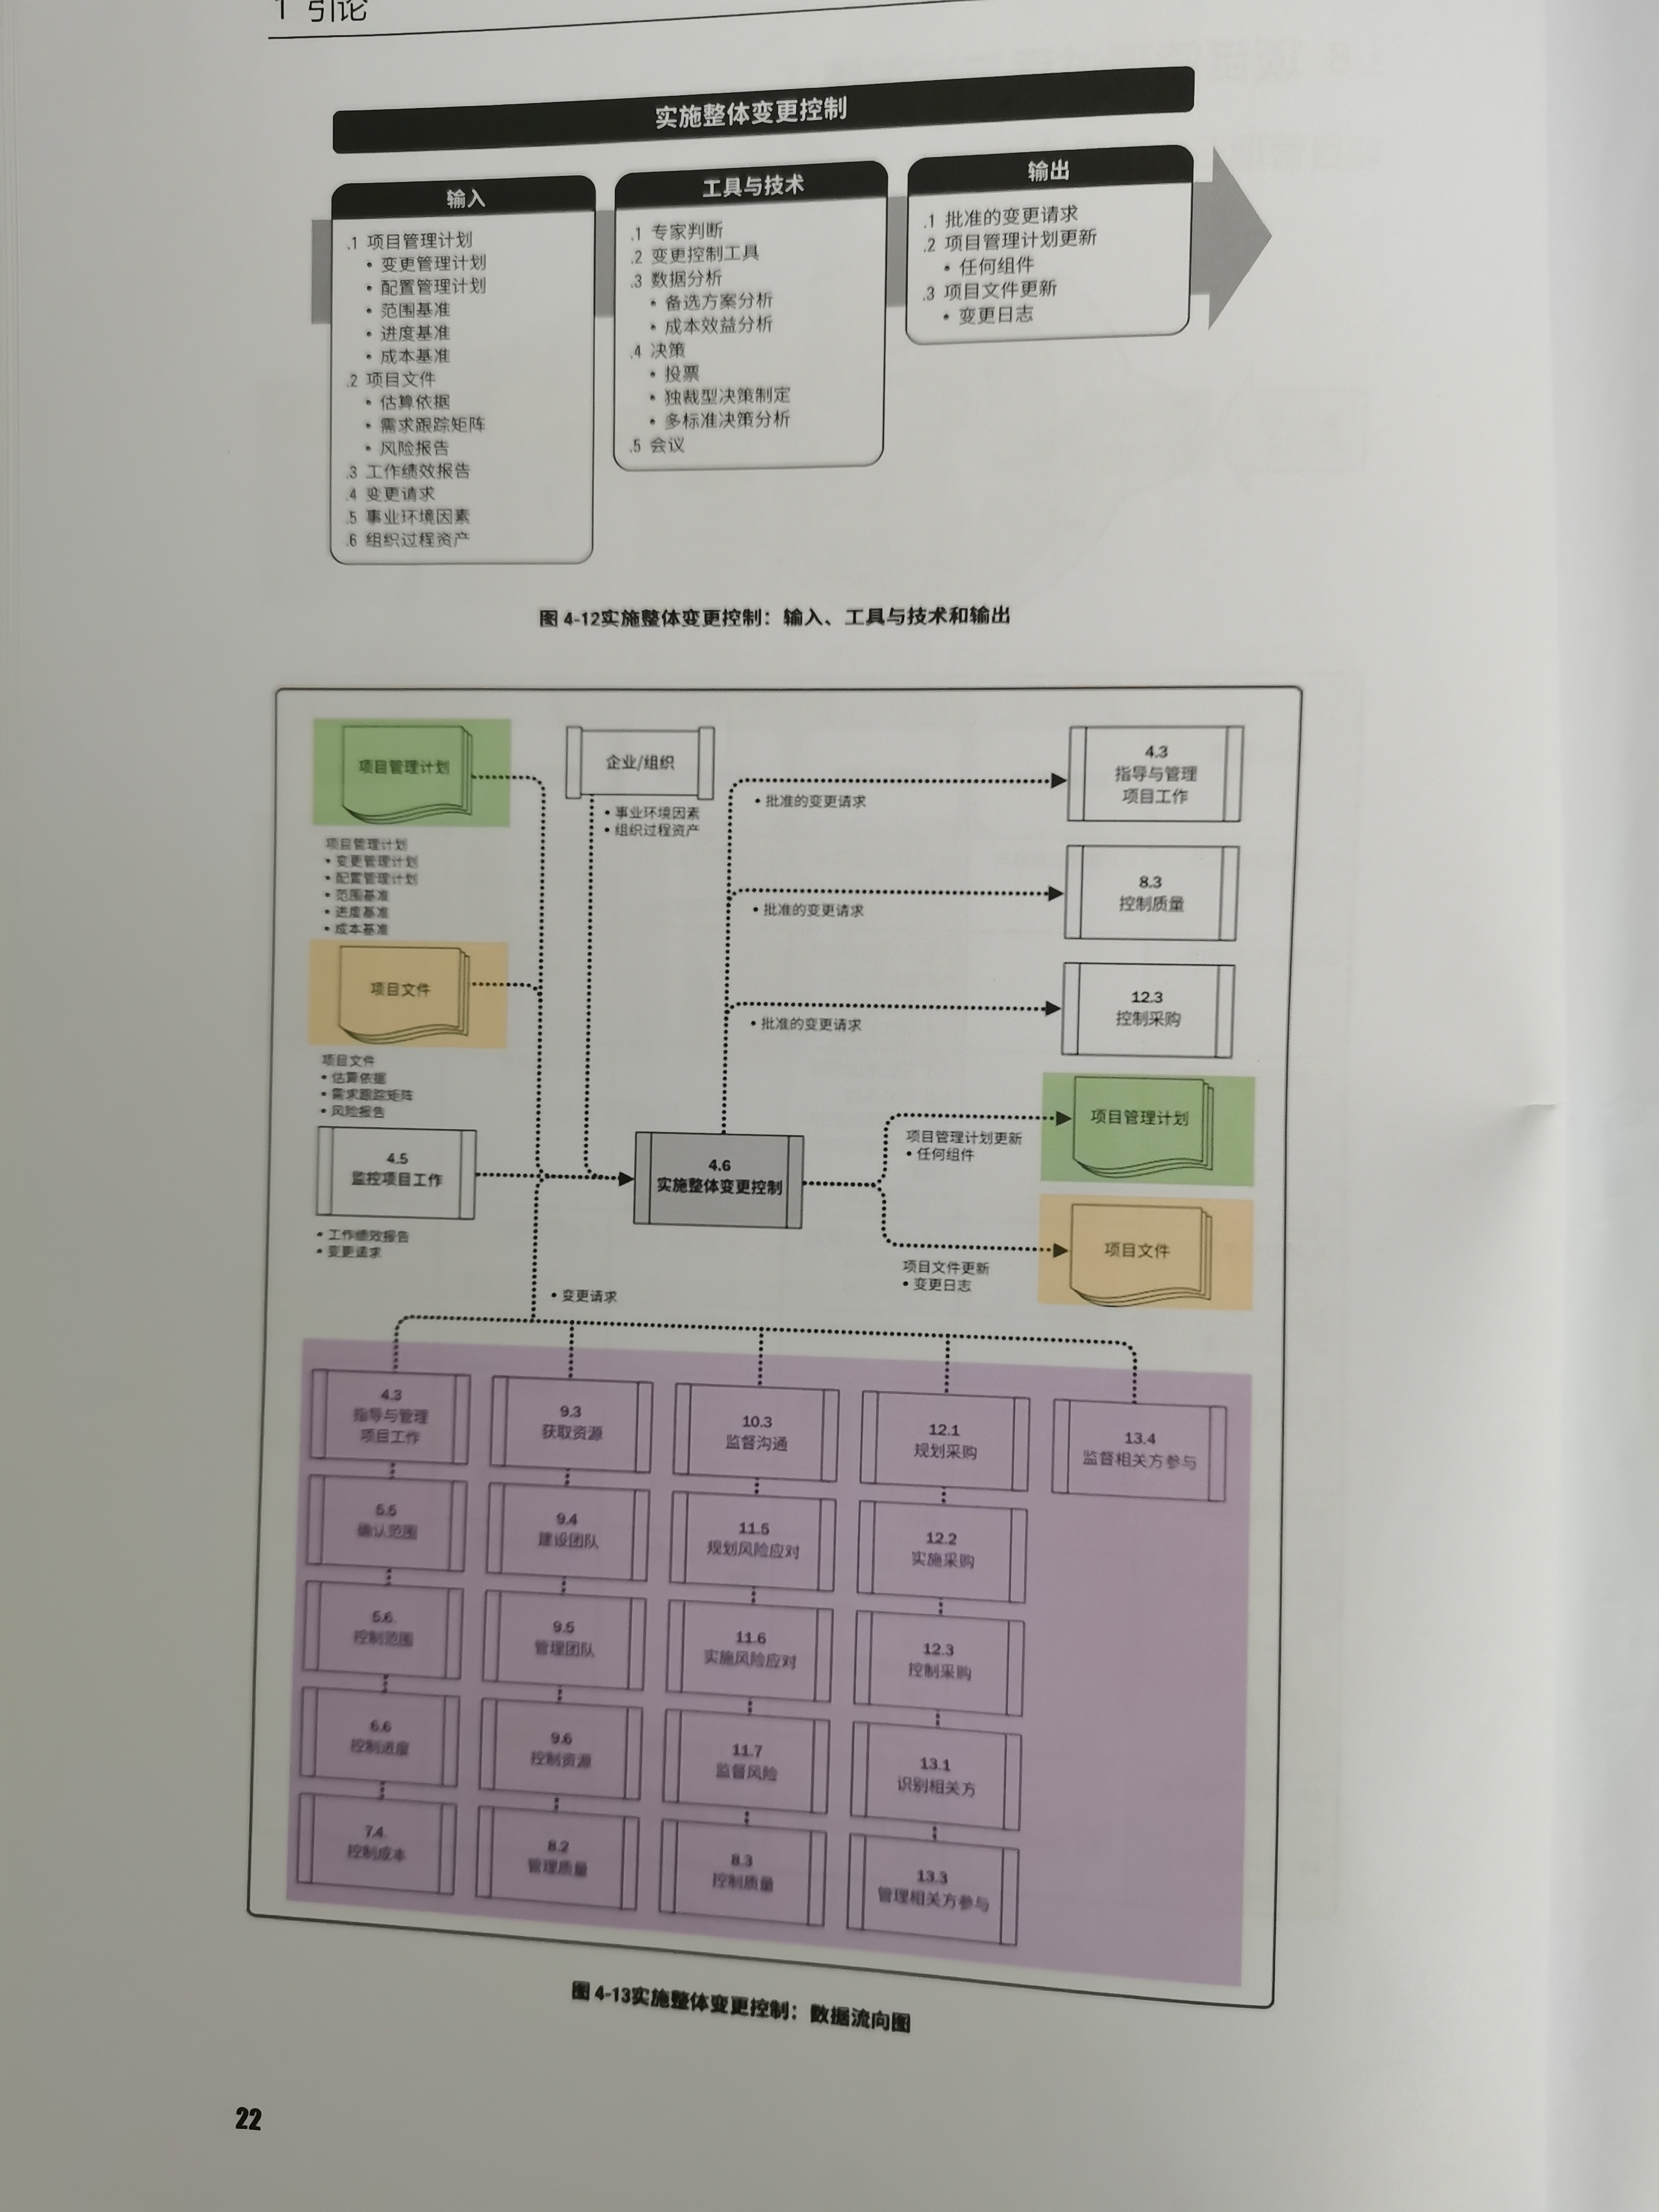 1 引论
实施整体变更控制
输入
.1 项目管理计划
• 变更管理计划
• 配置管理计划
• 范围基准
• 进度基准
• 成本基准
.2 项目文件
• 估算依据
• 需求跟踪矩阵
• 风险报告
.3 工作绩效报告
.4 变更请求
.5 事业环境因素
.6 组织过程资产
工具与技术
.1 专家判断
.2 变更控制工具
.3 数据分析
• 备选方案分析
• 成本效益分析
.4 决策
• 投票
• 独裁型决策制定
• 多标准决策分析
.5 会议
输出
.1 批准的变更请求
.2 项目管理计划更新
• 任何组件
.3 项目文件更新
• 变更日志
图 4-12实施整体变更控制：输入、工具与技术和输出
项目管理计划
项目管理计划
• 变更管理计划
• 配置管理计划
• 范围基准
• 进度基准
• 成本基准
项目文件
项目文件
• 估算依据
• 需求跟踪矩阵
• 风险报告
4.5
监控项目工作
• 工作绩效报告
• 变更请求
企业/组织
• 事业环境因素
• 组织过程资产
• 批准的变更请求
4.3
指导与管理
项目工作
• 批准的变更请求
8.3
控制质量
• 批准的变更请求
12.3
控制采购
4.6
实施整体变更控制
项目管理计划更新
• 任何组件
项目管理计划
项目文件更新
• 变更日志
项目文件
• 变更请求
4.3
指导与管理
项目工作
5.5
确认范围
5.6
控制范围
6.6
控制进度
7.4
控制成本
9.3
获取资源
9.4
建设团队
9.5
管理团队
9.6
控制资源
8.2
管理质量
10.3
监督沟通
11.5
规划风险应对
11.6
实施风险应对
11.7
监督风险
8.3
控制质量
12.1
规划采购
12.2
实施采购
12.3
控制采购
13.1
识别相关方
13.3
管理相关方参与
13.4
监督相关方参与
图 4-13实施整体变更控制：数据流向图
22